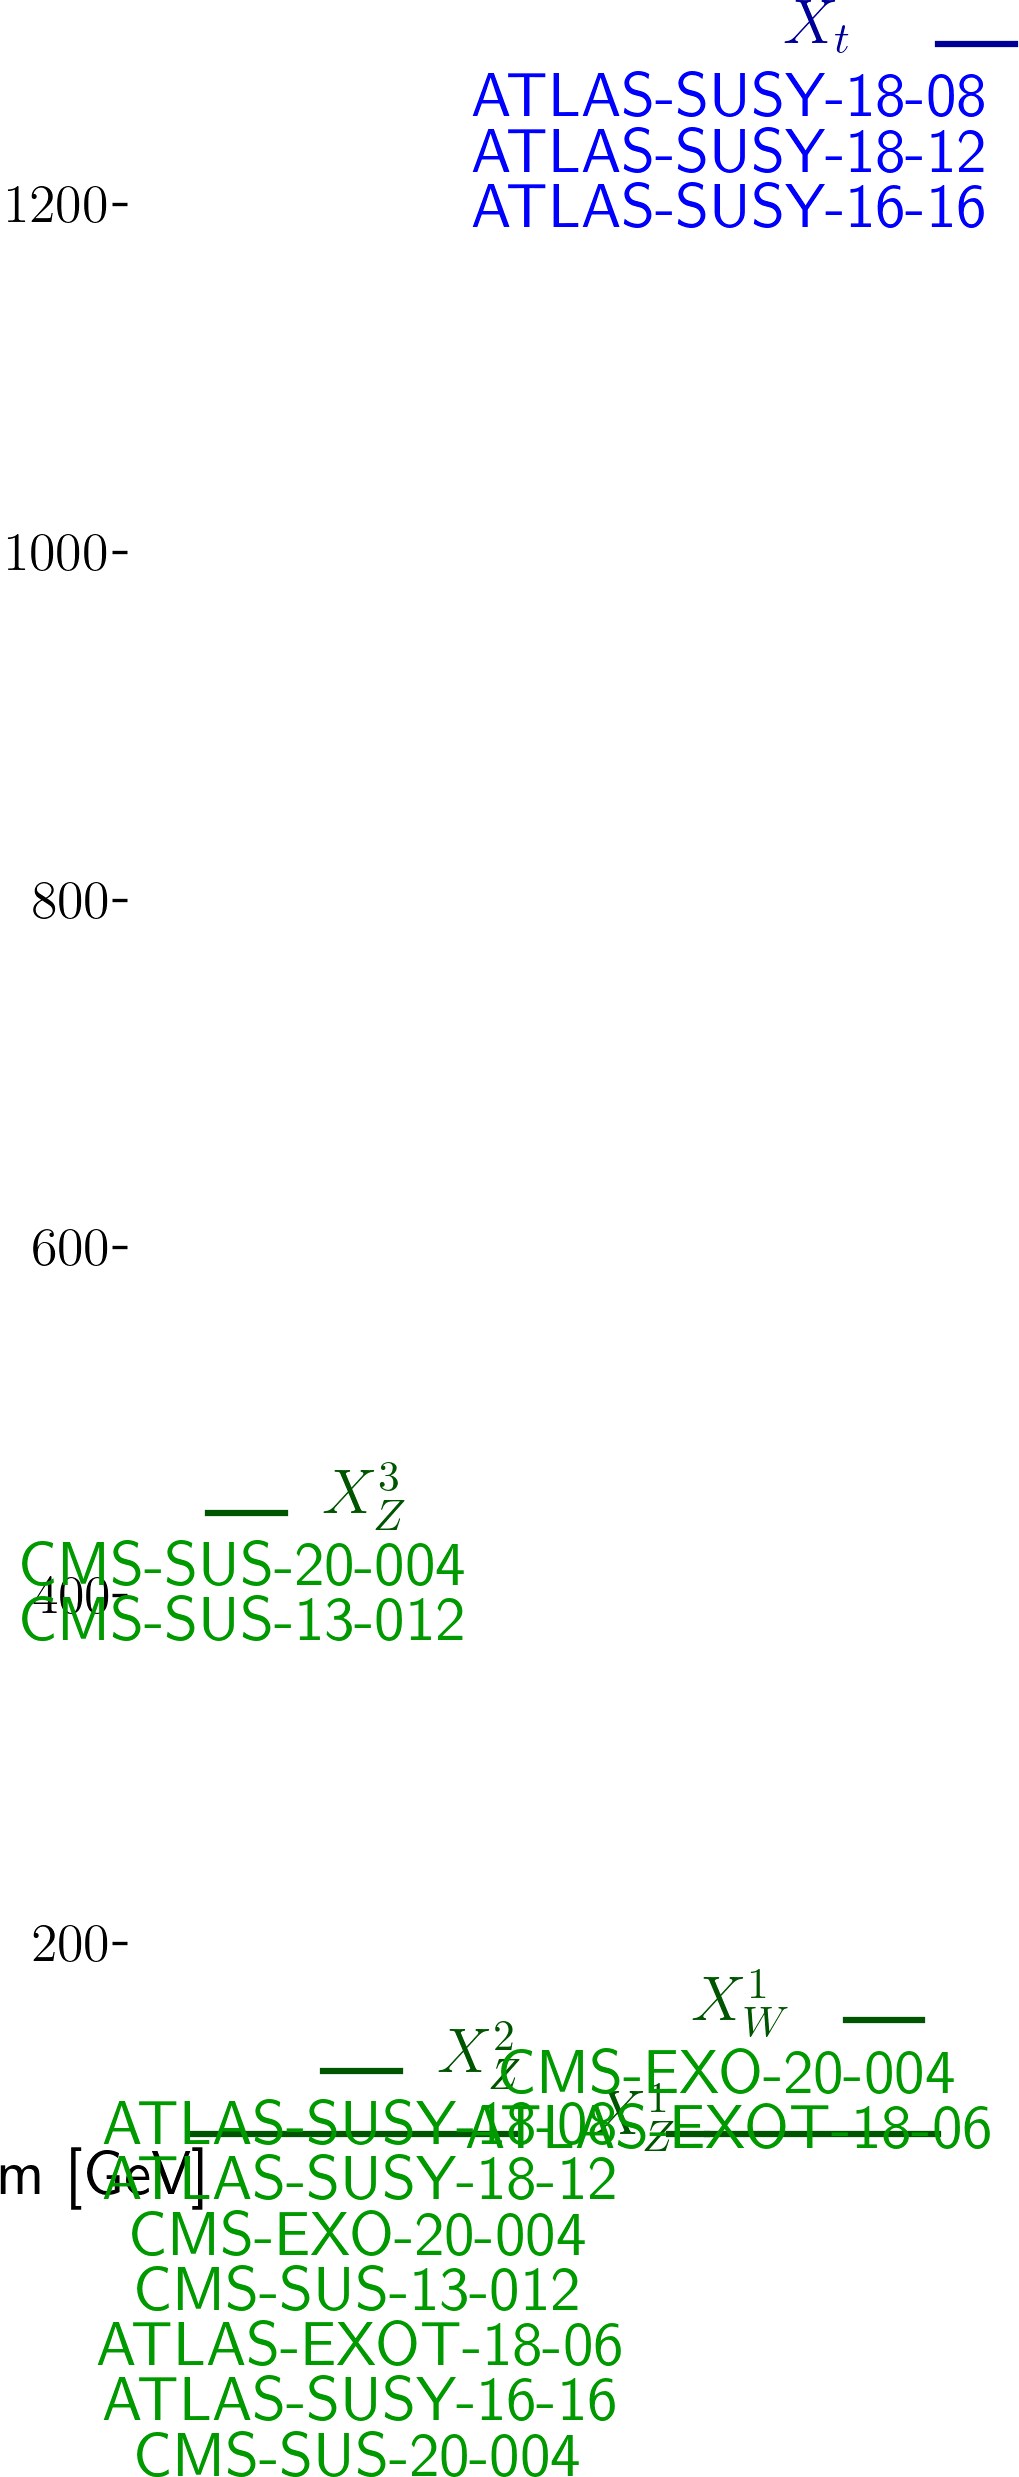 X_t
ATLAS-SUSY-18-08
ATLAS-SUSY-18-12
1200
ATLAS-SUSY-16-16
1000
800
600
X_Z^3
CMS-SUS-20-004
400
CMS-SUS-13-012
200
X_W^1
X_Z^2
CMS-EXO-20-004
X_Z^1
ATLAS-SUSY-18-08
ATLAS-EXOT-18-06
m [GeV]
ATLAS-SUSY-18-12
CMS-EXO-20-004
CMS-SUS-13-012
ATLAS-EXOT-18-06
ATLAS-SUSY-16-16
CMS-SUS-20-004